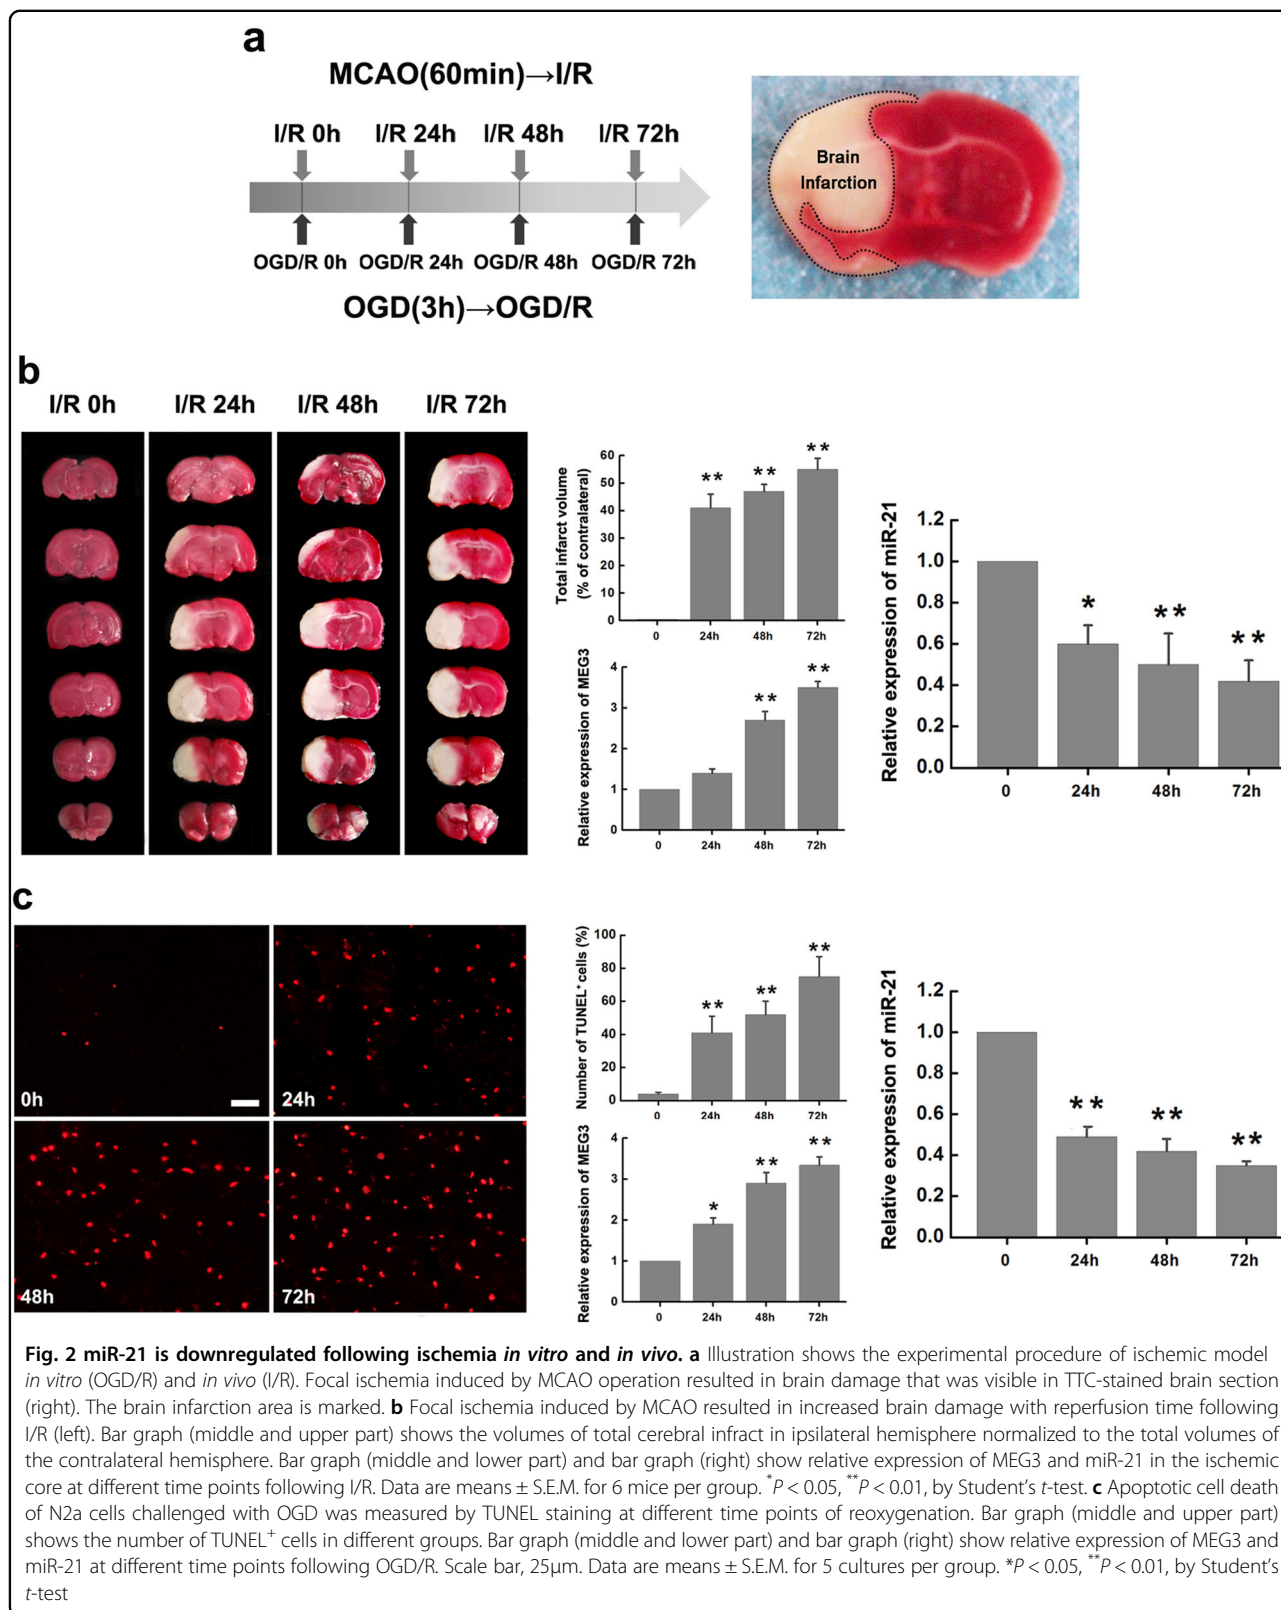 a
MCAO(60min)→I/R
I/R 0h I/R 24h I/R 48h I/R 72h
OGD/R 0h OGD/R 24h OGD/R 48h OGD/R 72h
OGD(3h)→OGD/R
Brain
Infarction
b
I/R 0h I/R 24h I/R 48h I/R 72h
Total infarct volume
(% of contralateral)
60
50
40
30
20
10
0
** ** **
0 24h 48h 72h
Relative expression of MEG3
4
3
2
1
0
** **
0 24h 48h 72h
Relative expression of miR-21
1.2
1.0
0.8
0.6
0.4
0.2
0.0
* ** **
0 24h 48h 72h
c
0h
24h
48h
72h
Number of TUNEL⁺ cells (%)
100
80
60
40
20
0
** ** **
0 24h 48h 72h
Relative expression of MEG3
4
3
2
1
0
* ** **
0 24h 48h 72h
Relative expression of miR-21
1.2
1.0
0.8
0.6
0.4
0.2
0.0
** ** **
0 24h 48h 72h
Fig. 2 miR-21 is downregulated following ischemia in vitro and in vivo. a Illustration shows the experimental procedure of ischemic model
in vitro (OGD/R) and in vivo (I/R). Focal ischemia induced by MCAO operation resulted in brain damage that was visible in TTC-stained brain section
(right). The brain infarction area is marked. b Focal ischemia induced by MCAO resulted in increased brain damage with reperfusion time following
I/R (left). Bar graph (middle and upper part) shows the volumes of total cerebral infract in ipsilateral hemisphere normalized to the total volumes of
the contralateral hemisphere. Bar graph (middle and lower part) and bar graph (right) show relative expression of MEG3 and miR-21 in the ischemic
core at different time points following I/R. Data are means ± S.E.M. for 6 mice per group. *P < 0.05, **P < 0.01, by Student's t-test. c Apoptotic cell death
of N2a cells challenged with OGD was measured by TUNEL staining at different time points of reoxygenation. Bar graph (middle and upper part)
shows the number of TUNEL⁺ cells in different groups. Bar graph (middle and lower part) and bar graph (right) show relative expression of MEG3 and
miR-21 at different time points following OGD/R. Scale bar, 25μm. Data are means ± S.E.M. for 5 cultures per group. *P < 0.05, **P < 0.01, by Student's
t-test